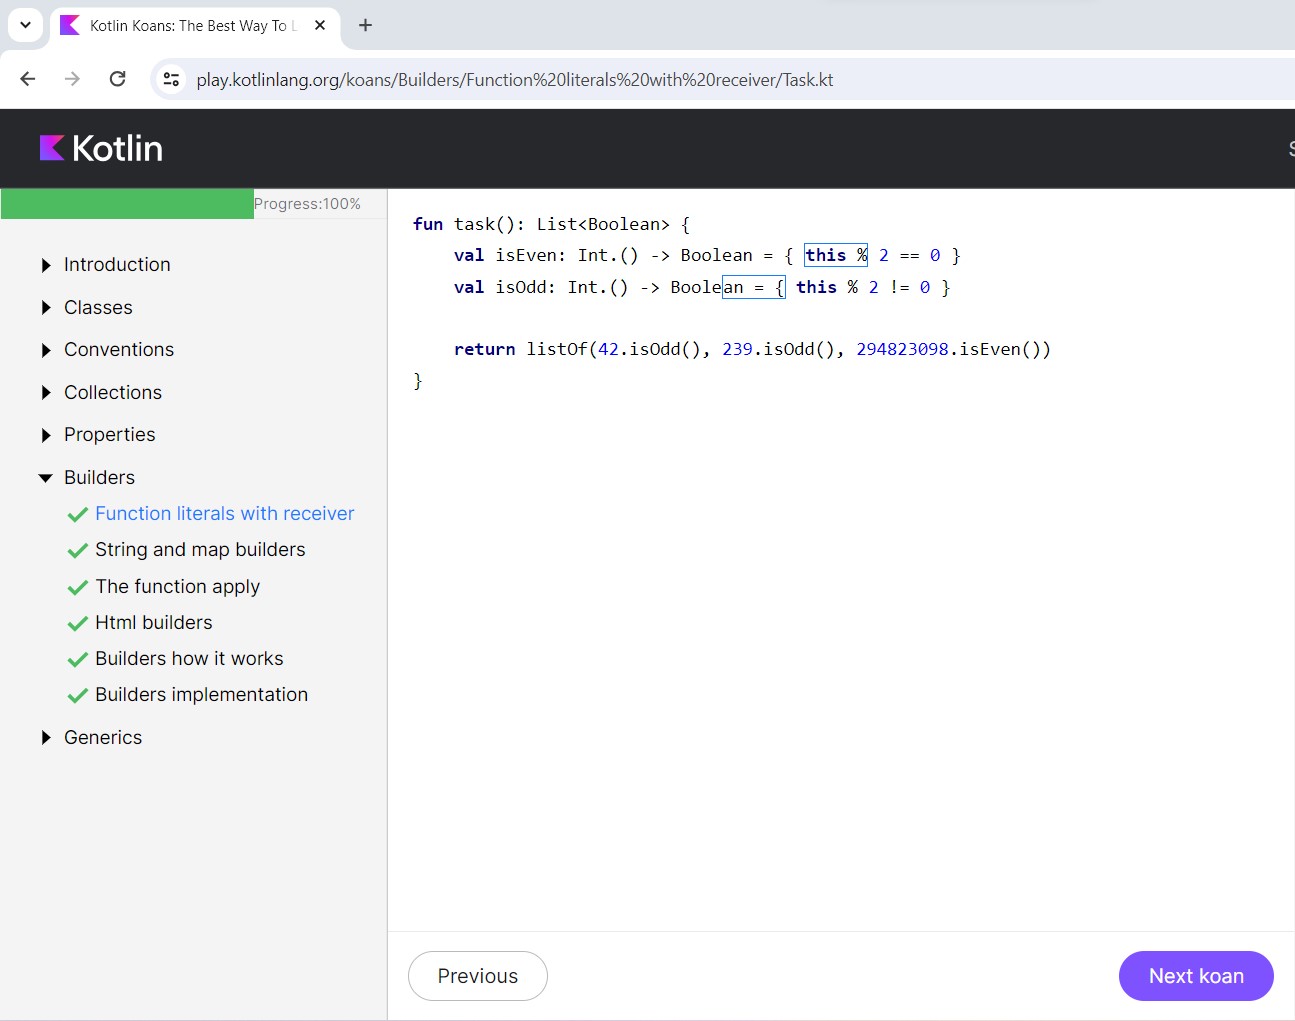 Kotlin Koans: The Best Way To L
play.kotlinlang.org/koans/Builders/Function%20literals%20with%20receiver/Task.kt
Kotlin
Progress:100%
Introduction
Classes
Conventions
Collections
Properties
Builders
Function literals with receiver
String and map builders
The function apply
Html builders
Builders how it works
Builders implementation
Generics
fun task(): List<Boolean> {
val isEven: Int.() -> Boolean = { this % 2 == 0 }
val isOdd: Int.() -> Boolean = { this % 2 != 0 }
return listOf(42.isOdd(), 239.isOdd(), 294823098.isEven())
}
Previous
Next koan